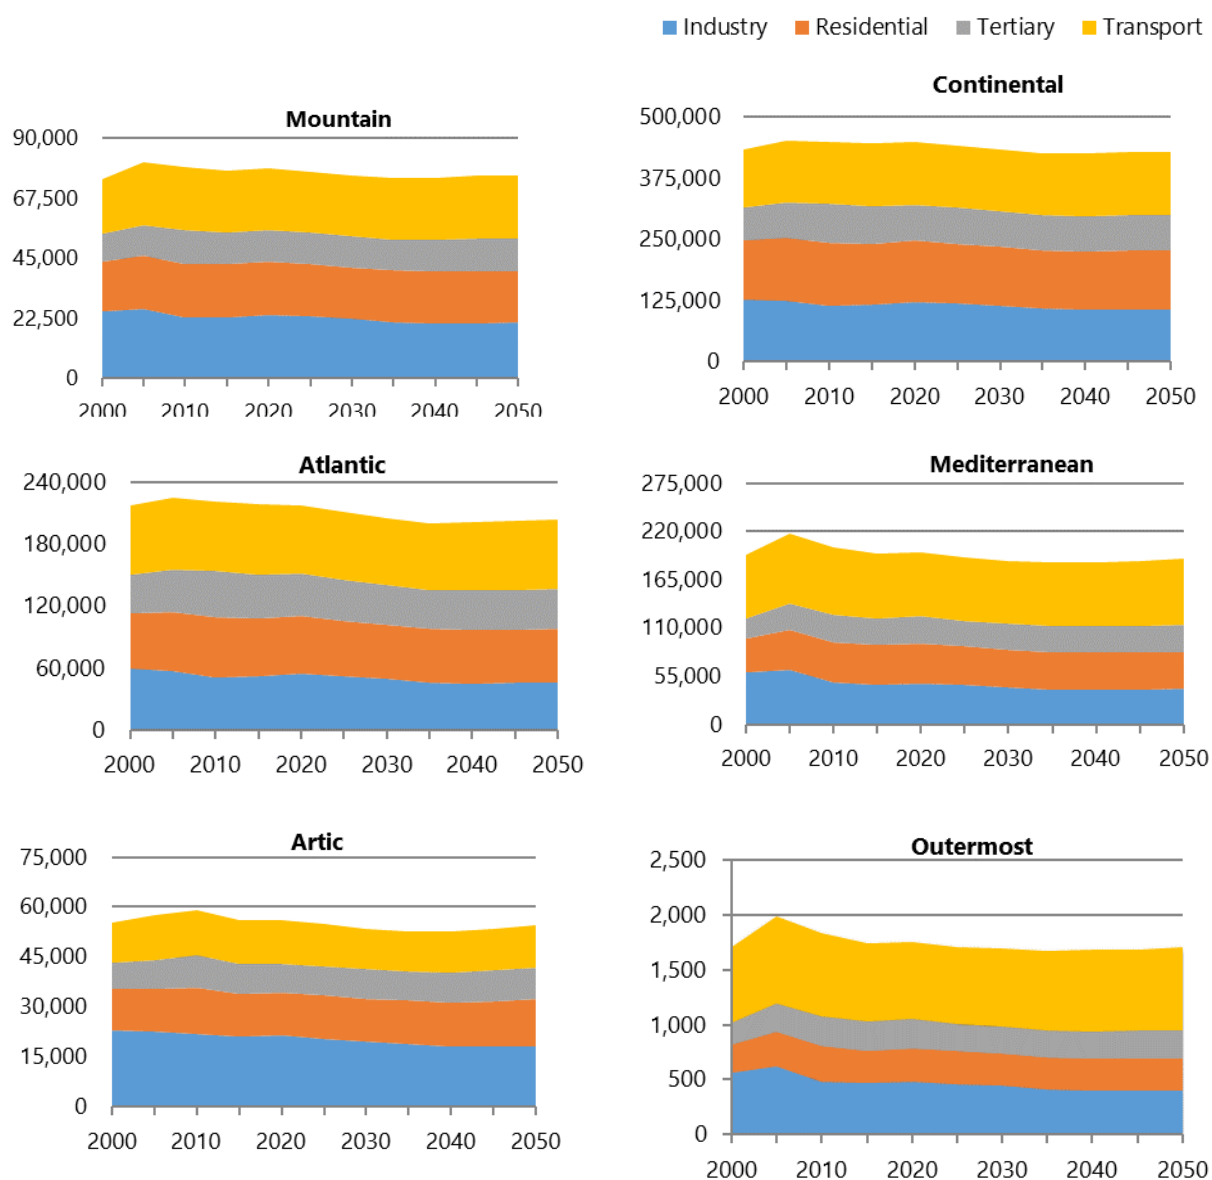 Industry Residential Tertiary Transport
Mountain
90,000
67,500
45,000
22,500
0
2000 2010 2020 2030 2040 2050
Continental
500,000
375,000
250,000
125,000
0
2000 2010 2020 2030 2040 2050
Atlantic
240,000
180,000
120,000
60,000
0
2000 2010 2020 2030 2040 2050
Mediterranean
275,000
220,000
165,000
110,000
55,000
0
2000 2010 2020 2030 2040 2050
Artic
75,000
60,000
45,000
30,000
15,000
0
2000 2010 2020 2030 2040 2050
Outermost
2,500
2,000
1,500
1,000
500
0
2000 2010 2020 2030 2040 2050